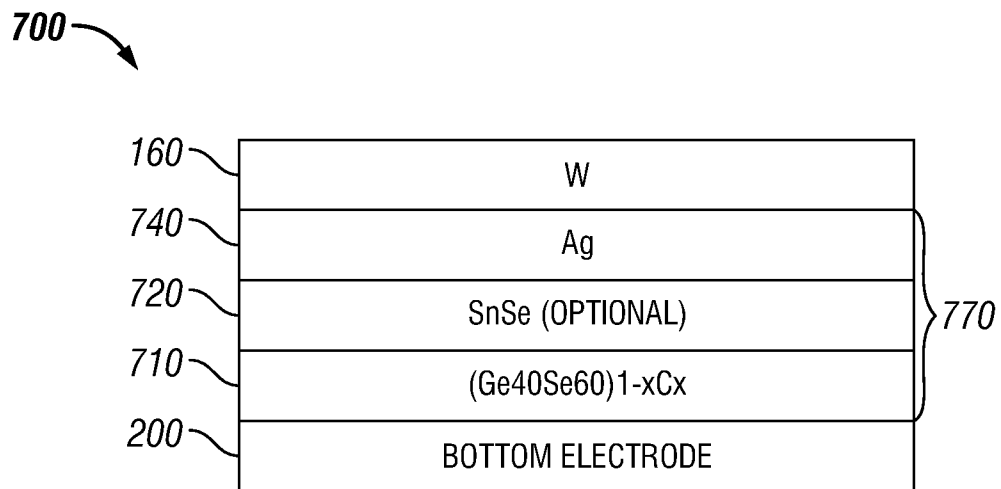 700
160 W
740 Ag
720 SnSe (OPTIONAL)
770
710 (Ge40Se60)1-xCx
200 BOTTOM ELECTRODE